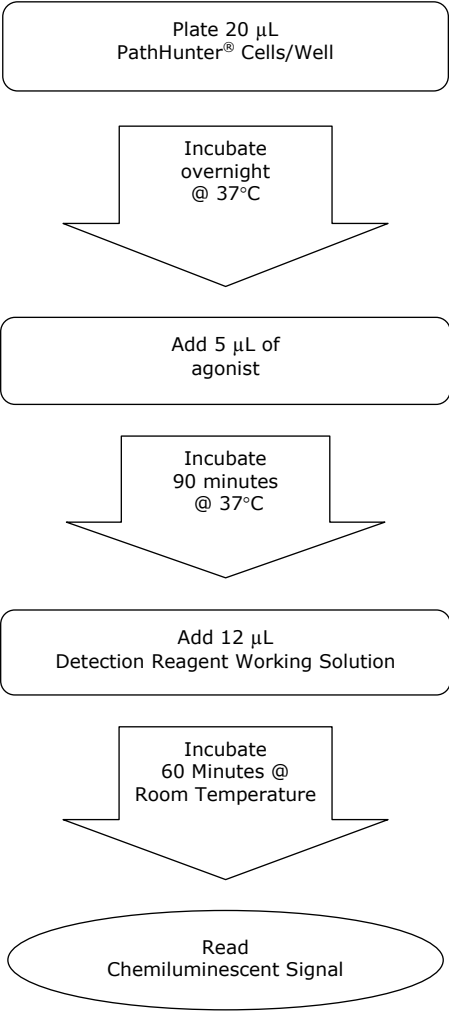 Plate 20 μL
PathHunter® Cells/Well
Incubate
overnight
@ 37°C
Add 5 μL of
agonist
Incubate
90 minutes
@ 37°C
Add 12 μL
Detection Reagent Working Solution
Incubate
60 Minutes @
Room Temperature
Read
Chemiluminescent Signal